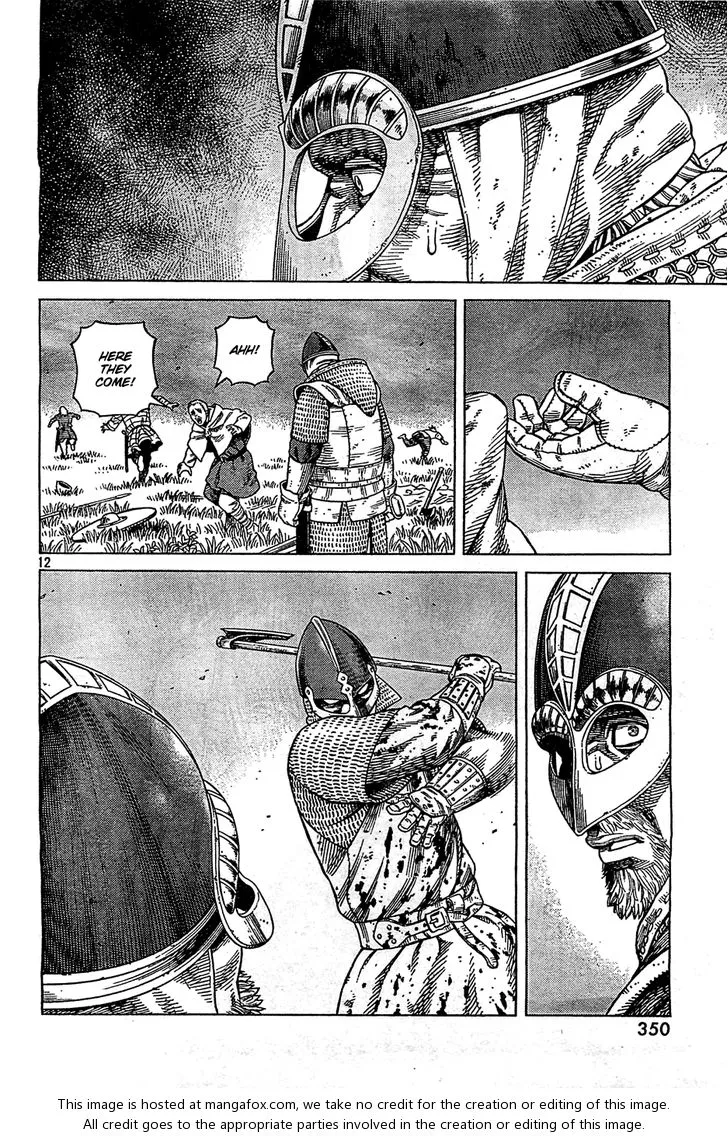 HERE
THEY
COME!
AHH!
12
350
This image is hosted at mangafox.com, we take no credit for the creation or editing of this image.
All credit goes to the appropriate parties involved in the creation or editing of this image.